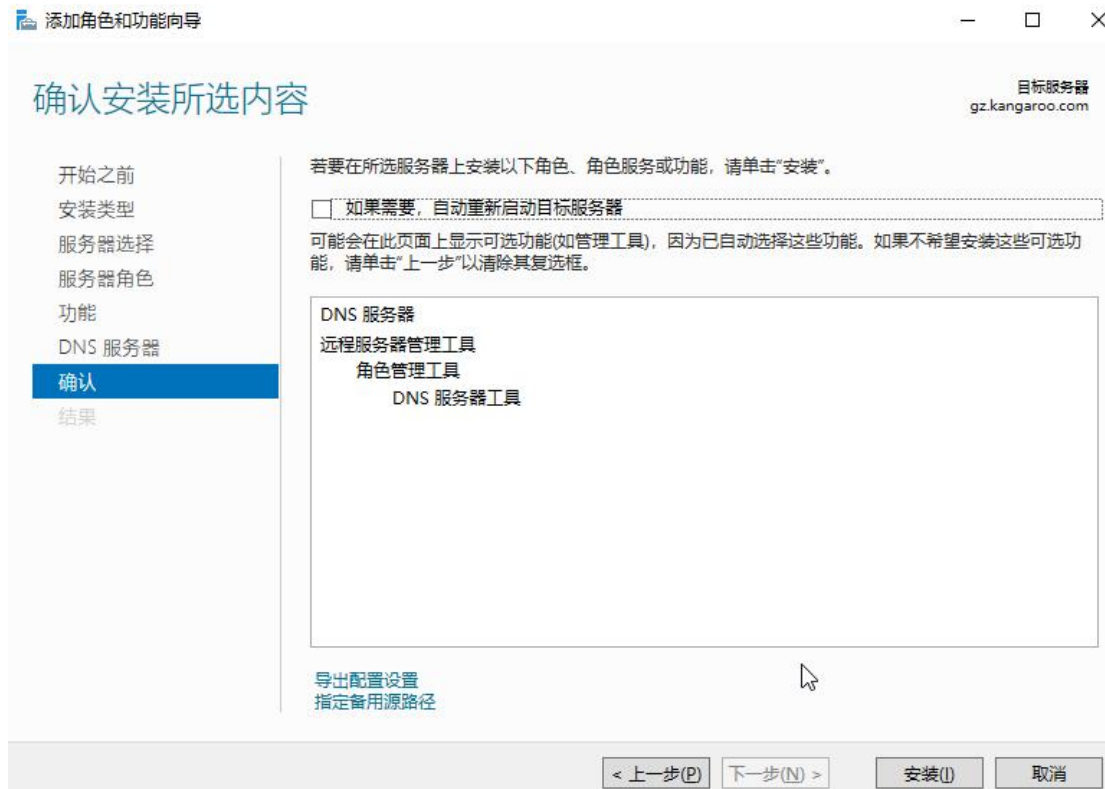 添加角色和功能向导
确认安装所选内容
目标服务器
gz.kangaroo.com
开始之前
安装类型
服务器选择
服务器角色
功能
DNS 服务器
确认
结果
若要在所选服务器上安装以下角色、角色服务或功能，请单击“安装”。
如果需要，自动重新启动目标服务器
可能会在此页面上显示可选功能(如管理工具)，因为已自动选择这些功能。如果不希望安装这些可选功
能，请单击“上一步”以清除其复选框。
DNS 服务器
远程服务器管理工具
角色管理工具
DNS 服务器工具
导出配置设置
指定备用源路径
< 上一步(P)
下一步(N) >
安装(I)
取消